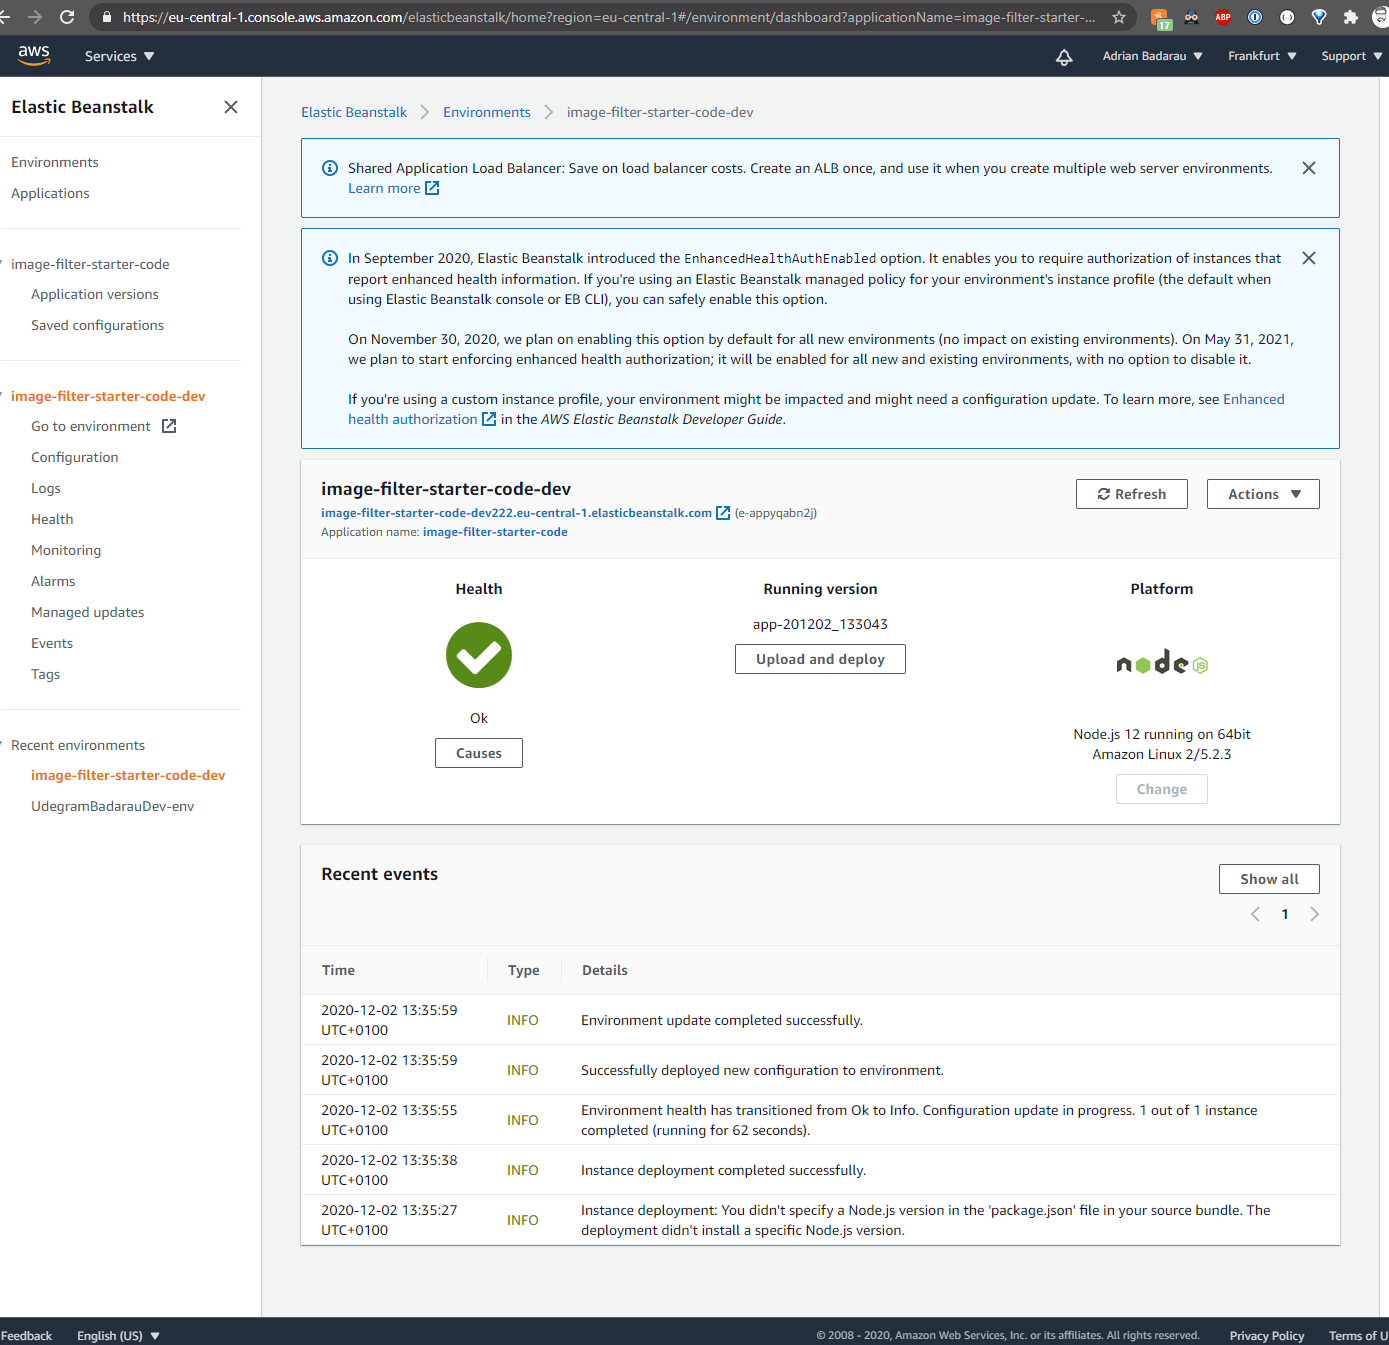 https://eu-central-1.console.aws.amazon.com/elasticbeanstalk/home?region=eu-central-1#/environment/dashboard?applicationName=image-filter-starter-...
17
ABP
aws
Services
Adrian Badarau
Frankfurt
Support
Elastic Beanstalk
Environments
Applications
image-filter-starter-code
Application versions
Saved configurations
image-filter-starter-code-dev
Go to environment
Configuration
Logs
Health
Monitoring
Alarms
Managed updates
Events
Tags
Recent environments
image-filter-starter-code-dev
UdegramBadarauDev-env
Elastic Beanstalk
Environments
image-filter-starter-code-dev
Shared Application Load Balancer: Save on load balancer costs. Create an ALB once, and use it when you create multiple web server environments.
Learn more
In September 2020, Elastic Beanstalk introduced the EnhancedHealthAuthEnabled option. It enables you to require authorization of instances that
report enhanced health information. If you're using an Elastic Beanstalk managed policy for your environment's instance profile (the default when
using Elastic Beanstalk console or EB CLI), you can safely enable this option.
On November 30, 2020, we plan on enabling this option by default for all new environments (no impact on existing environments). On May 31, 2021,
we plan to start enforcing enhanced health authorization; it will be enabled for all new and existing environments, with no option to disable it.
If you're using a custom instance profile, your environment might be impacted and might need a configuration update. To learn more, see Enhanced
health authorization in the AWS Elastic Beanstalk Developer Guide.
image-filter-starter-code-dev
image-filter-starter-code-dev222.eu-central-1.elasticbeanstalk.com (e-appyqabn2j)
Application name: image-filter-starter-code
Refresh
Actions
Health
Ok
Causes
Running version
app-201202_133043
Upload and deploy
Platform
node JS
Node.js 12 running on 64bit
Amazon Linux 2/5.2.3
Change
Recent events
Show all
1
Time Type Details
2020-12-02 13:35:59
UTC+0100
INFO
Environment update completed successfully.
2020-12-02 13:35:59
UTC+0100
INFO
Successfully deployed new configuration to environment.
2020-12-02 13:35:55
UTC+0100
INFO
Environment health has transitioned from Ok to Info. Configuration update in progress. 1 out of 1 instance
completed (running for 62 seconds).
2020-12-02 13:35:38
UTC+0100
INFO
Instance deployment completed successfully.
2020-12-02 13:35:27
UTC+0100
INFO
Instance deployment: You didn't specify a Node.js version in the 'package.json' file in your source bundle. The
deployment didn't install a specific Node.js version.
Feedback
English (US)
© 2008 - 2020, Amazon Web Services, Inc. or its affiliates. All rights reserved.
Privacy Policy
Terms of U